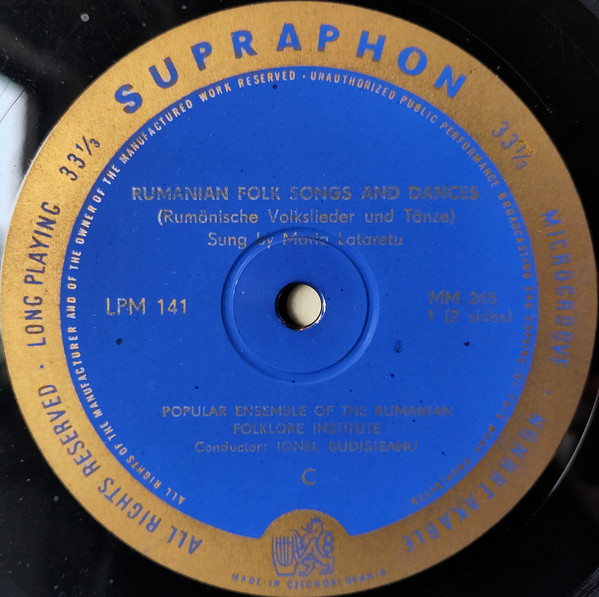 SUPRAPHON
33⅓
33⅓
ALL RIGHTS RESERVED · LONG PLAYING
MICROGROOVE · NONBREAKABLE
ALL RIGHTS OF THE MANUFACTURER AND OF THE OWNER OF THE MANUFACTURED WORK RESERVED · UNAUTHORIZED PUBLIC PERFORMANCE BROADCASTING
RUMANIAN FOLK SONGS AND DANCES
(Rumänische Volkslieder und Tänze)
Sung by Maria Lataretu
LPM 141
MM 265
1 (2 sides)
POPULAR ENSEMBLE OF THE RUMANIAN
FOLKLORE INSTITUTE
Conductor: IONEL BUDISTEANU
C
MADE IN CZECHOSLOVAKIA